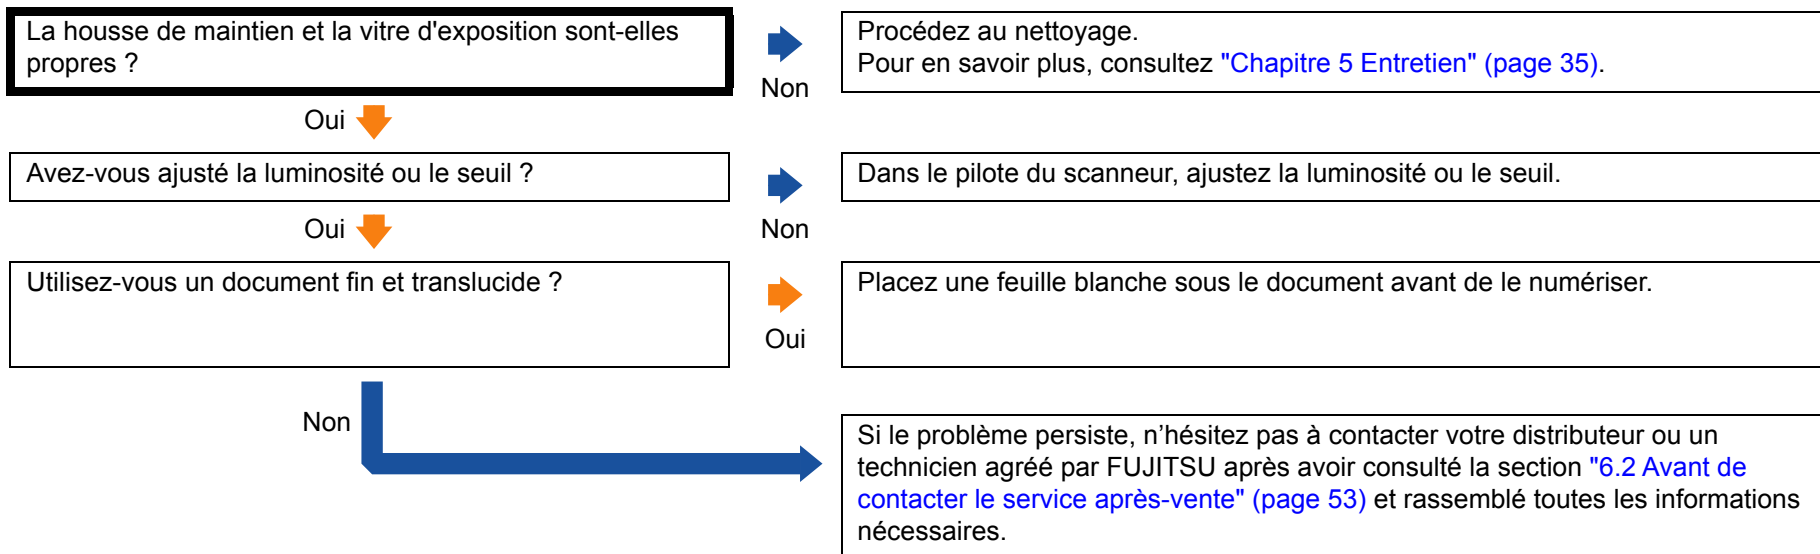 La housse de maintien et la vitre d'exposition sont-elles
propres ?
Non
Procédez au nettoyage.
Pour en savoir plus, consultez "Chapitre 5 Entretien" (page 35).
Oui
Avez-vous ajusté la luminosité ou le seuil ?
Non
Dans le pilote du scanneur, ajustez la luminosité ou le seuil.
Oui
Utilisez-vous un document fin et translucide ?
Oui
Placez une feuille blanche sous le document avant de le numériser.
Non
Si le problème persiste, n’hésitez pas à contacter votre distributeur ou un
technicien agréé par FUJITSU après avoir consulté la section "6.2 Avant de
contacter le service après-vente" (page 53) et rassemblé toutes les informations
nécessaires.